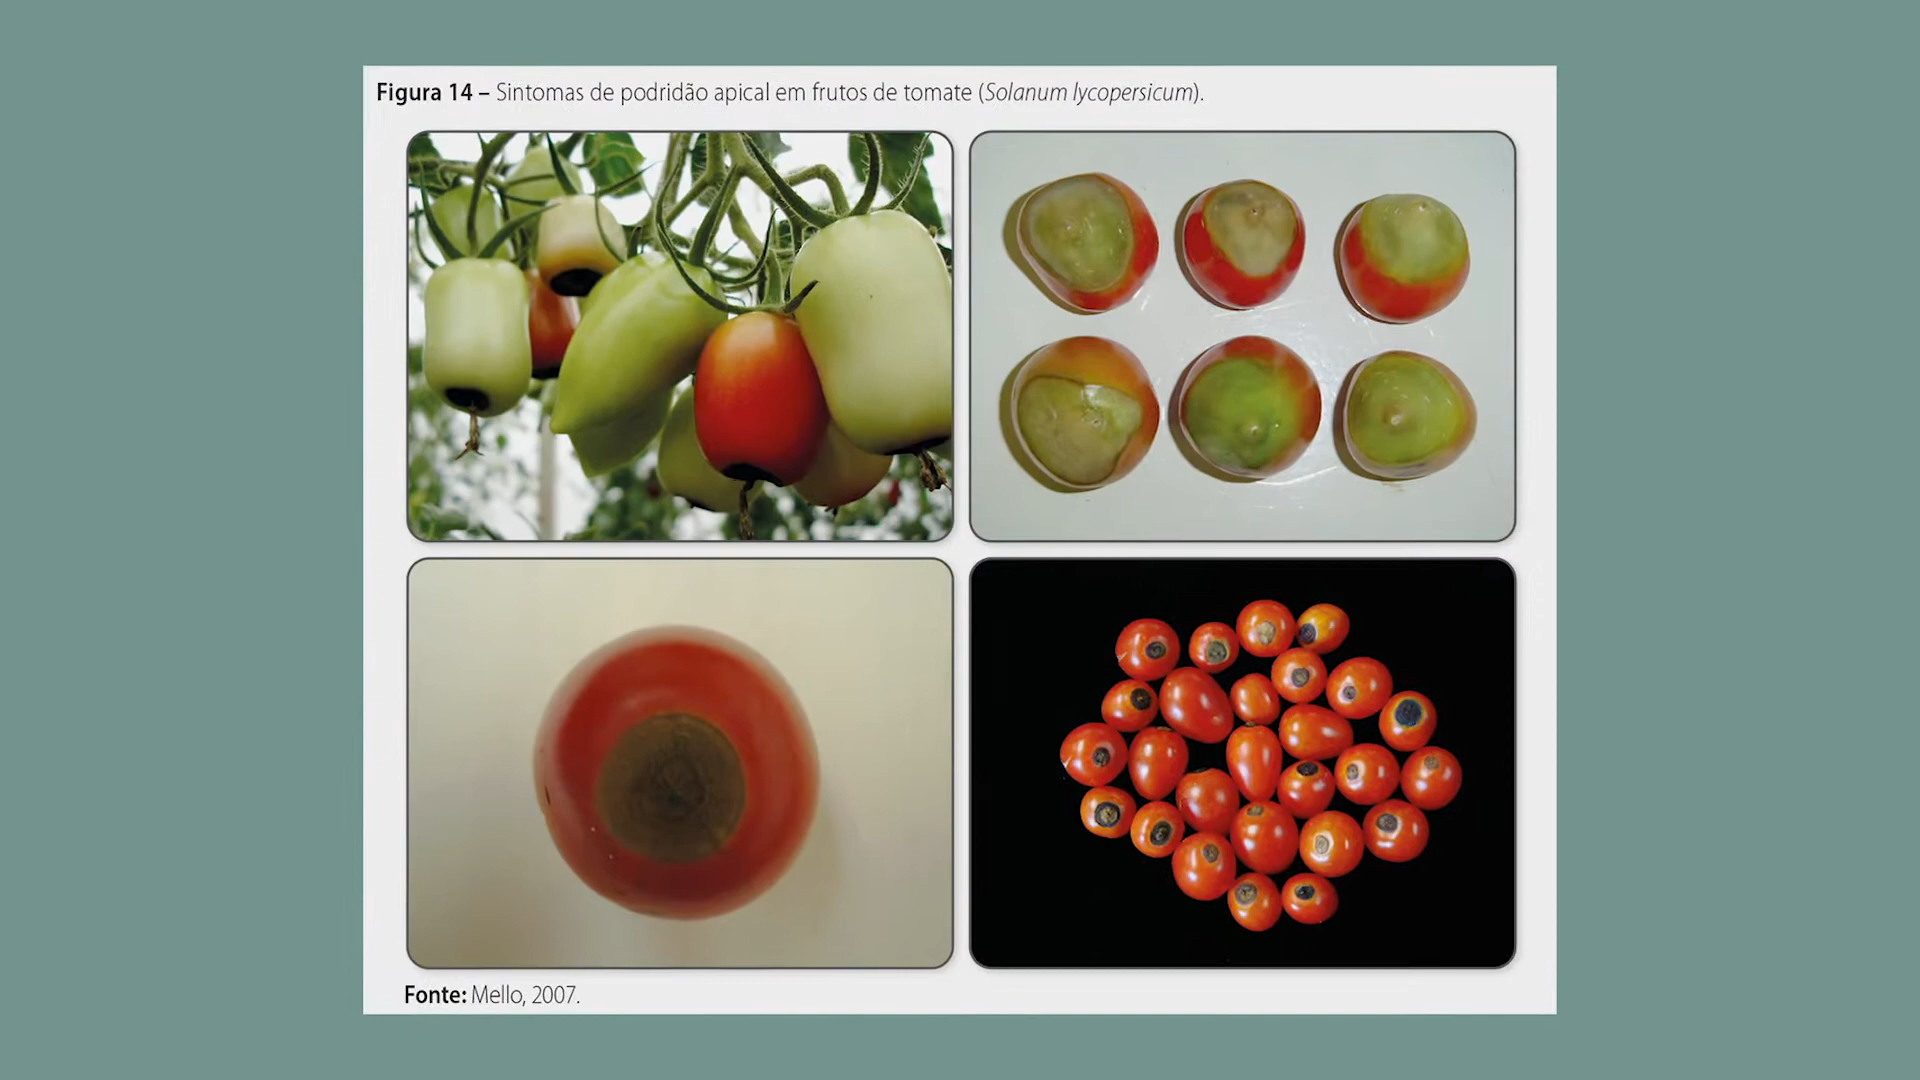 Figura 14 – Sintomas de podridão apical em frutos de tomate (Solanum lycopersicum).
Fonte: Mello, 2007.